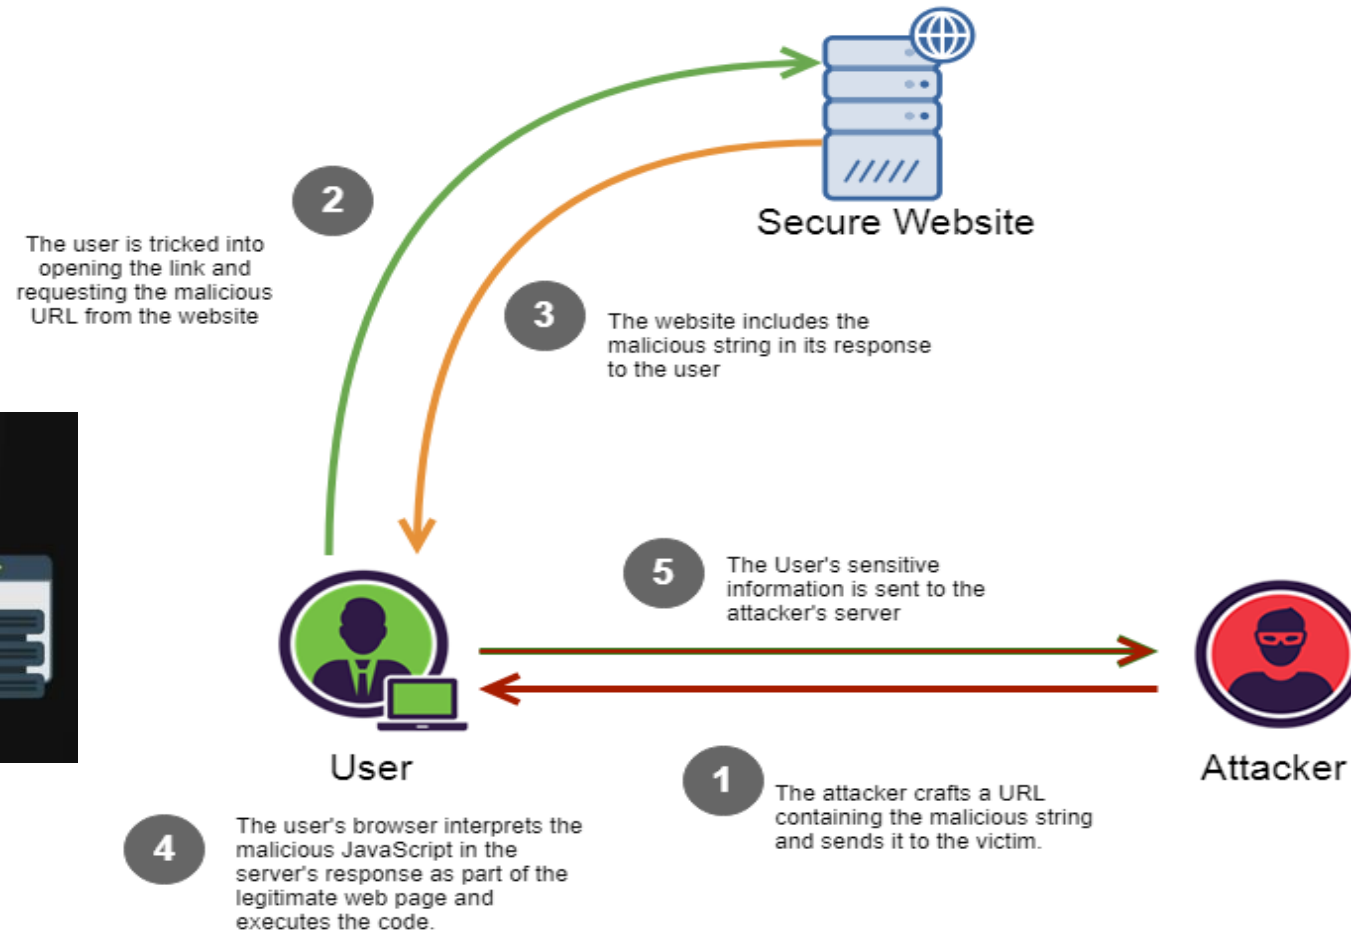 Secure Website
2
The user is tricked into
opening the link and
requesting the malicious
URL from the website
3
The website includes the
malicious string in its response
to the user
5
The User's sensitive
information is sent to the
attacker's server
User
Attacker
1
The attacker crafts a URL
containing the malicious string
and sends it to the victim.
4
The user's browser interprets the
malicious JavaScript in the
server's response as part of the
legitimate web page and
executes the code.